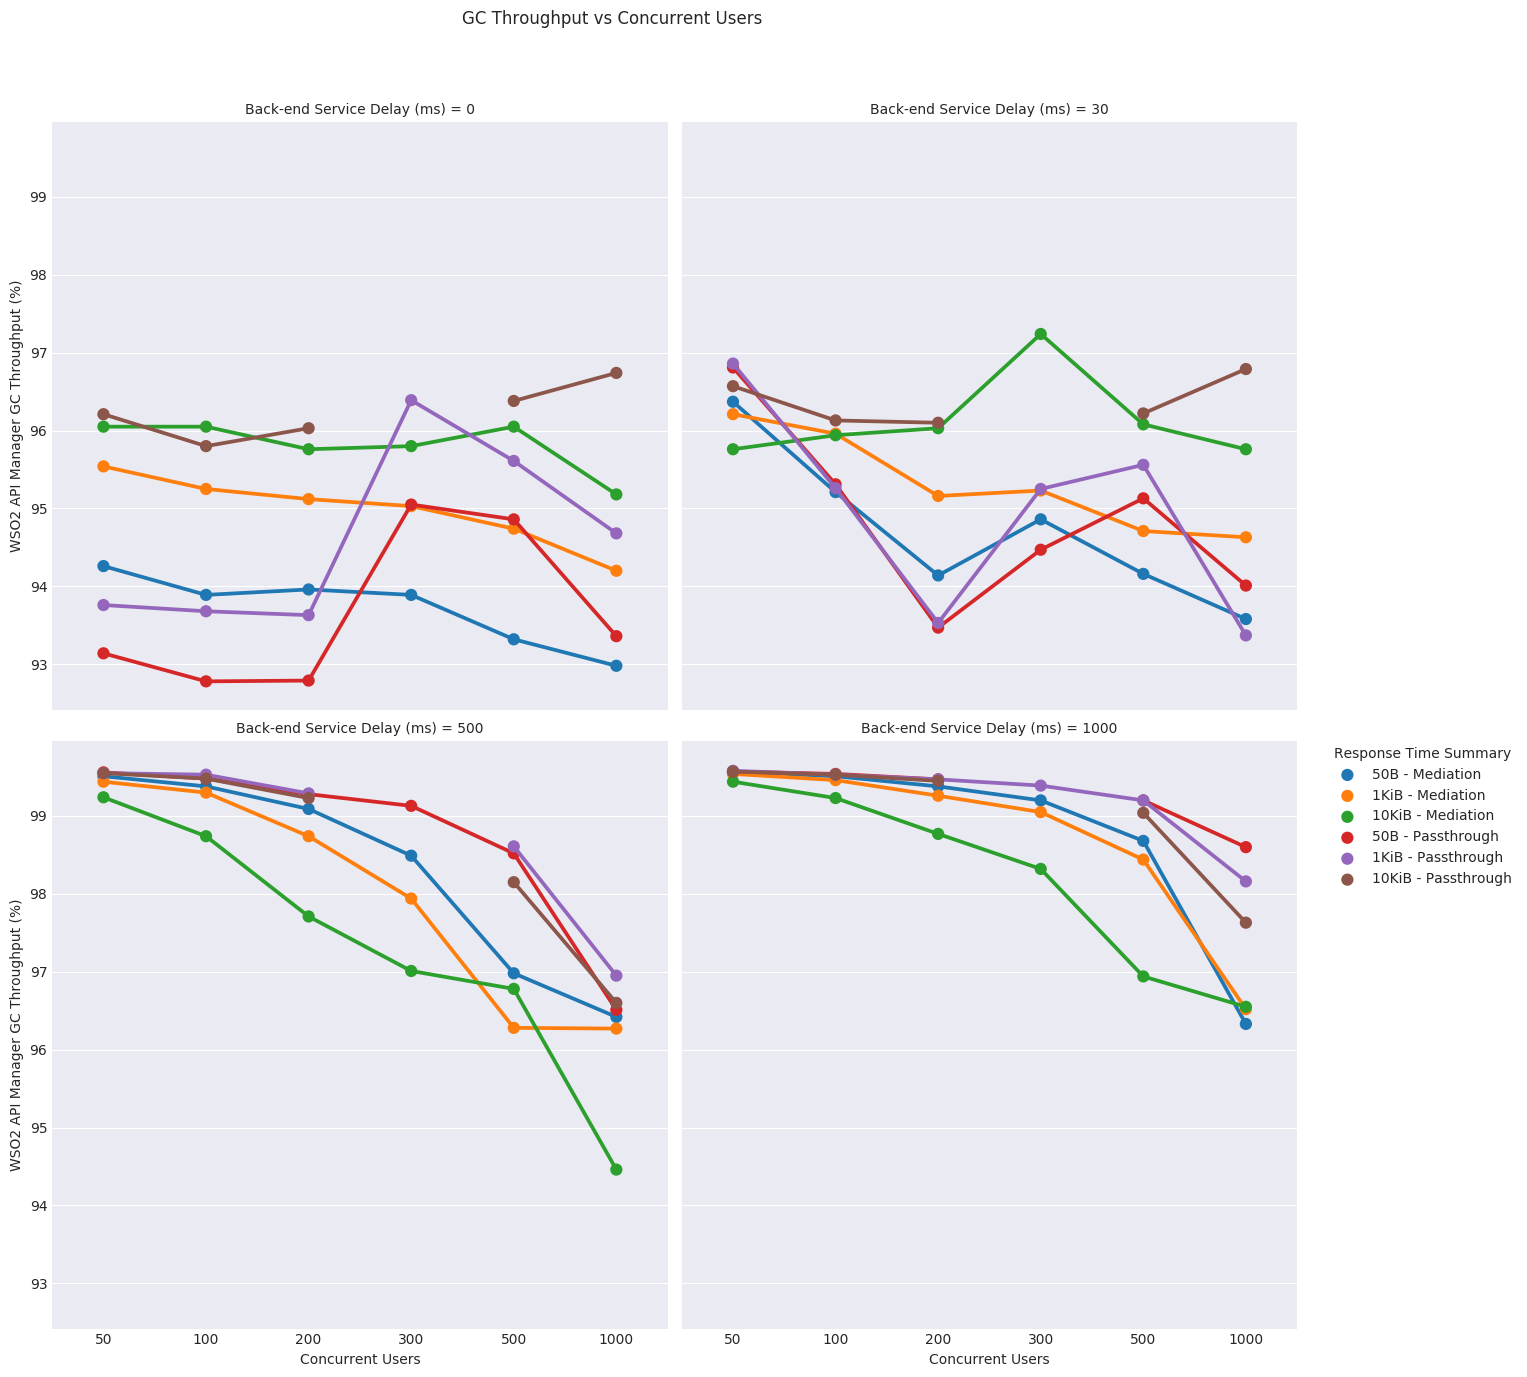 GC Throughput vs Concurrent Users
Back-end Service Delay (ms) = 0
Back-end Service Delay (ms) = 30
WSO2 API Manager GC Throughput (%)
99
98
97
96
95
94
93
Back-end Service Delay (ms) = 500
Back-end Service Delay (ms) = 1000
WSO2 API Manager GC Throughput (%)
99
98
97
96
95
94
93
50 100 200 300 500 1000
Concurrent Users
50 100 200 300 500 1000
Concurrent Users
Response Time Summary
50B - Mediation
1KiB - Mediation
10KiB - Mediation
50B - Passthrough
1KiB - Passthrough
10KiB - Passthrough